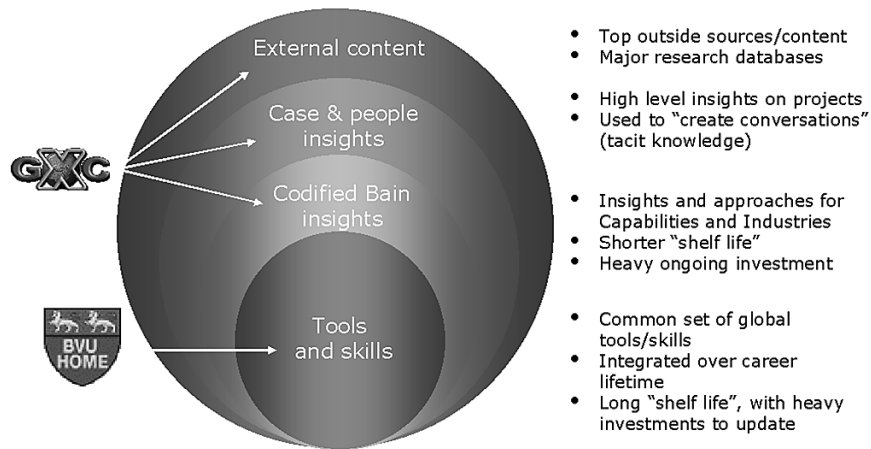 External content
Case & people
insights
Codified Bain
insights
Tools
and skills
GXC
BVU
HOME
• Top outside sources/content
• Major research databases
• High level insights on projects
• Used to “create conversations”
(tacit knowledge)
• Insights and approaches for
Capabilities and Industries
• Shorter “shelf life”
• Heavy ongoing investment
• Common set of global
tools/skills
• Integrated over career
lifetime
• Long “shelf life”, with heavy
investments to update